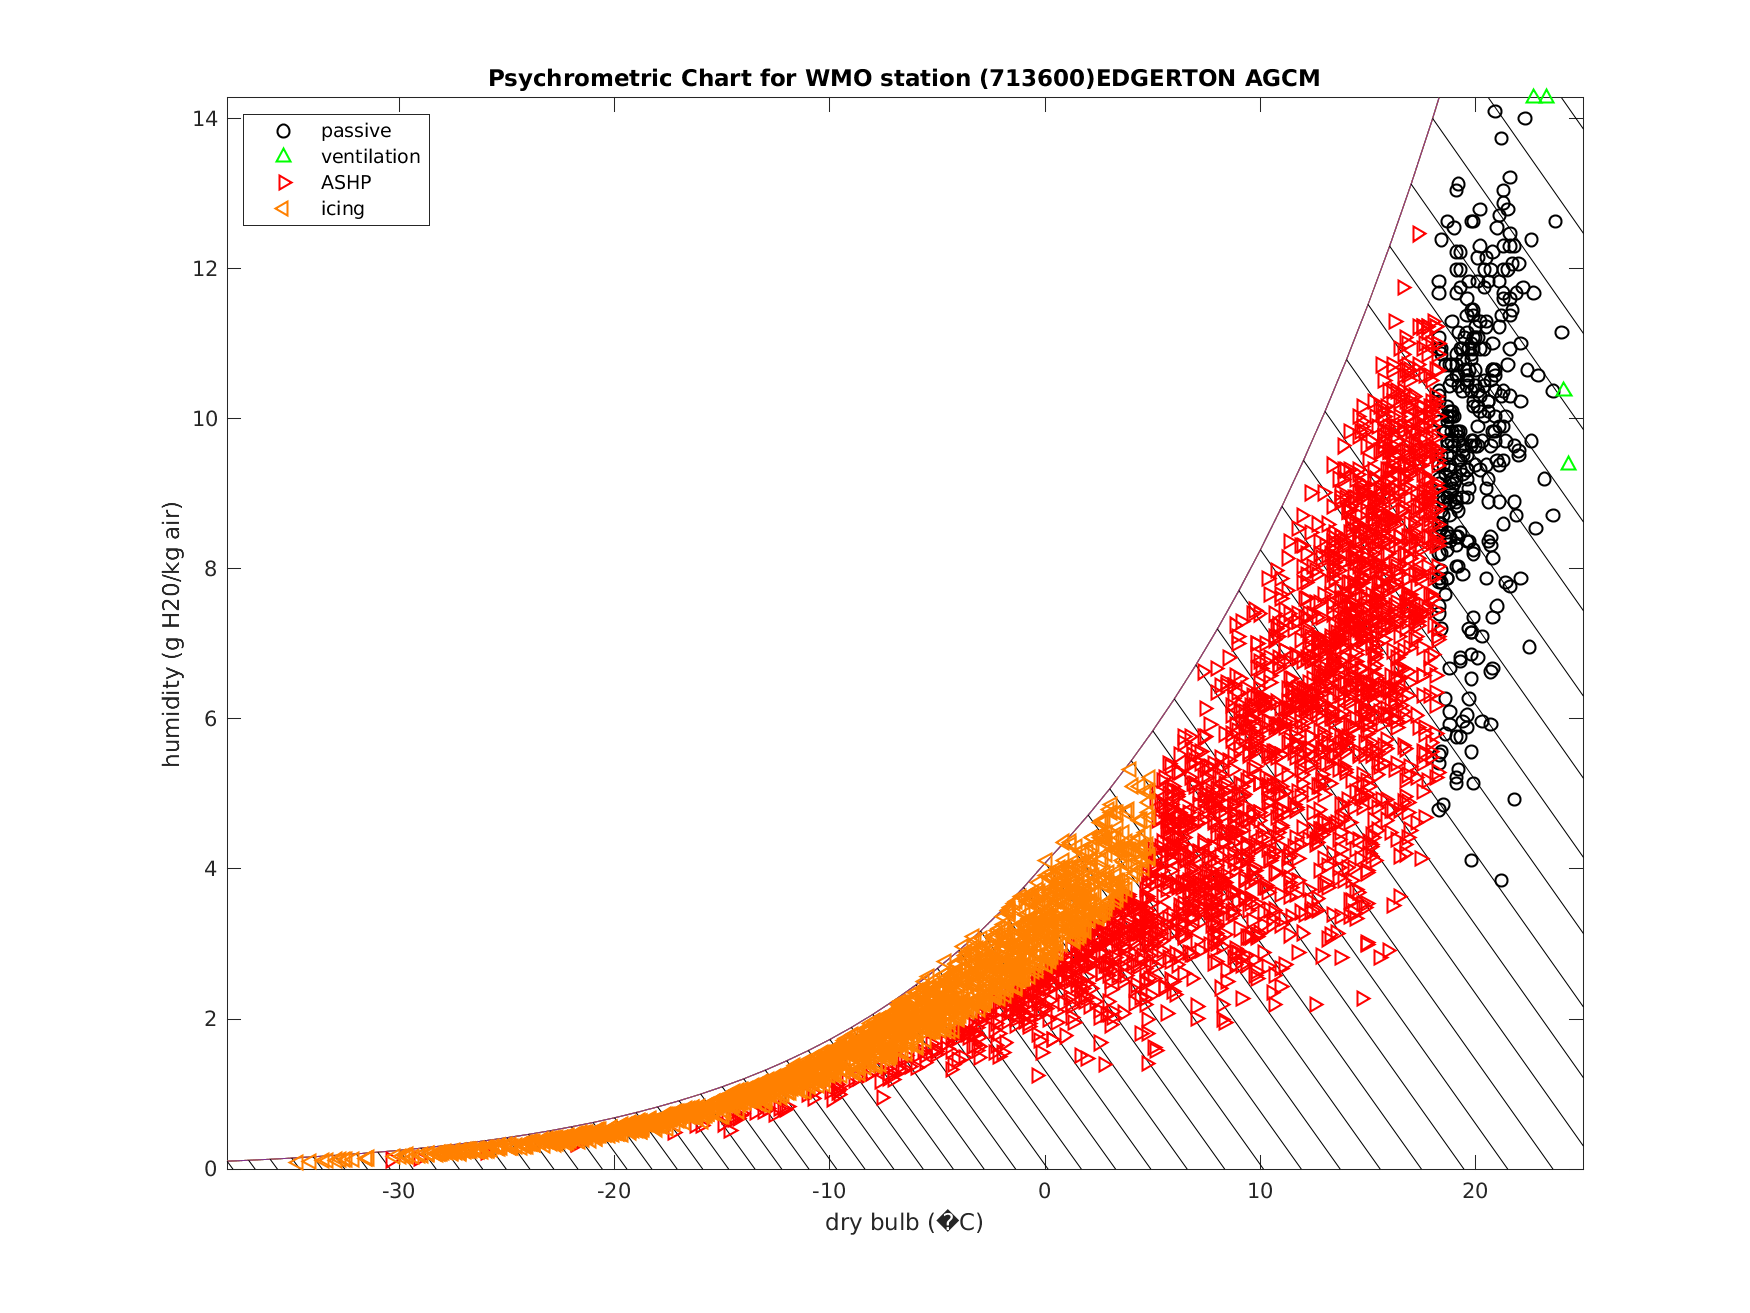 Psychrometric Chart for WMO station (713600)EDGERTON AGCM
passive
ventilation
ASHP
icing
humidity (g H20/kg air)
14
12
10
8
6
4
2
0
-30
-20
-10
0
10
20
dry bulb (�C)